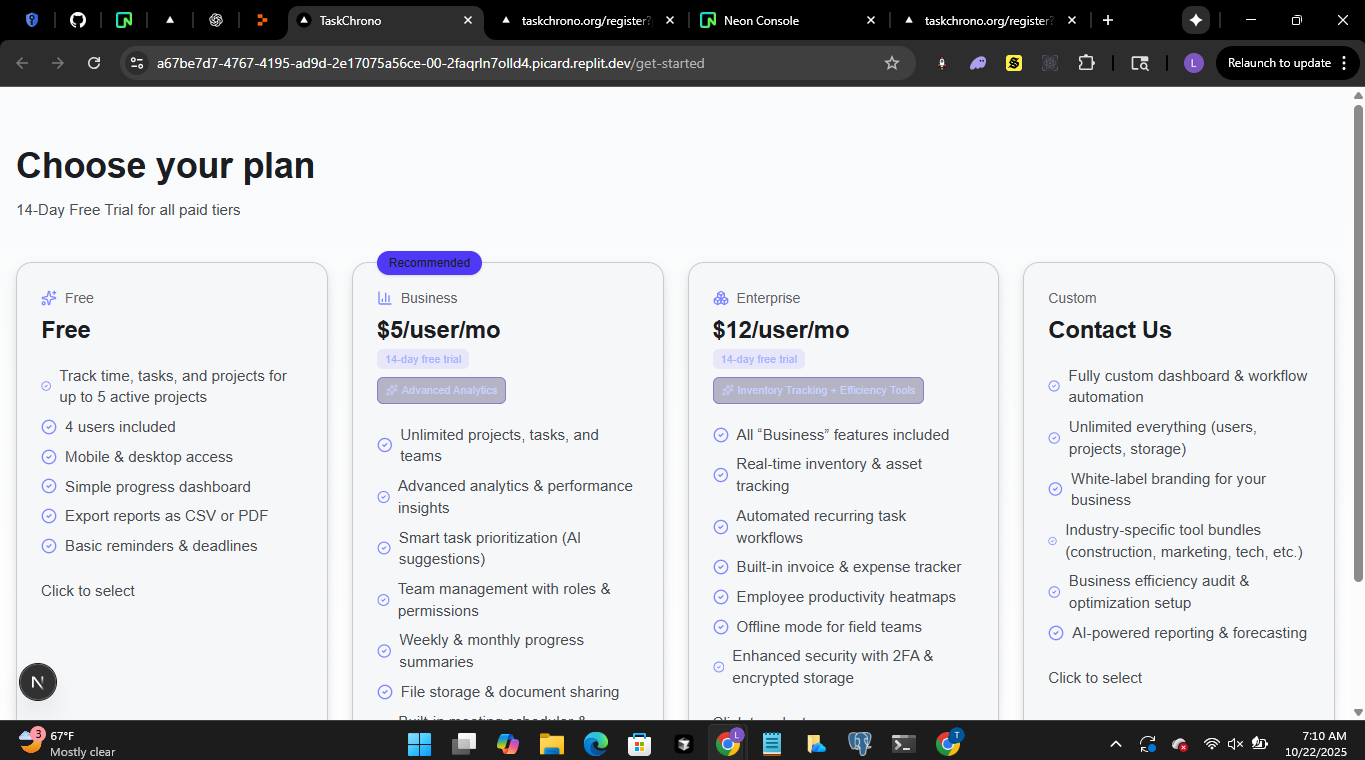 TaskChrono
taskchrono.org/register?
Neon Console
taskchrono.org/register?
a67be7d7-4767-4195-ad9d-2e17075a56ce-00-2faqrln7olld4.picard.replit.dev/get-started
L
Relaunch to update
Choose your plan
14-Day Free Trial for all paid tiers
Free
Free
Track time, tasks, and projects for
up to 5 active projects
4 users included
Mobile & desktop access
Simple progress dashboard
Export reports as CSV or PDF
Basic reminders & deadlines
Click to select
Recommended
Business
$5/user/mo
14-day free trial
Advanced Analytics
Unlimited projects, tasks, and
teams
Advanced analytics & performance
insights
Smart task prioritization (AI
suggestions)
Team management with roles &
permissions
Weekly & monthly progress
summaries
File storage & document sharing
Built-in meeting scheduler &
Enterprise
$12/user/mo
14-day free trial
Inventory Tracking + Efficiency Tools
All “Business” features included
Real-time inventory & asset
tracking
Automated recurring task
workflows
Built-in invoice & expense tracker
Employee productivity heatmaps
Offline mode for field teams
Enhanced security with 2FA &
encrypted storage
Click to select
Custom
Contact Us
Fully custom dashboard & workflow
automation
Unlimited everything (users,
projects, storage)
White-label branding for your
business
Industry-specific tool bundles
(construction, marketing, tech, etc.)
Business efficiency audit &
optimization setup
AI-powered reporting & forecasting
Click to select
N
3
67°F
Mostly clear
L
T
7:10 AM
10/22/2025